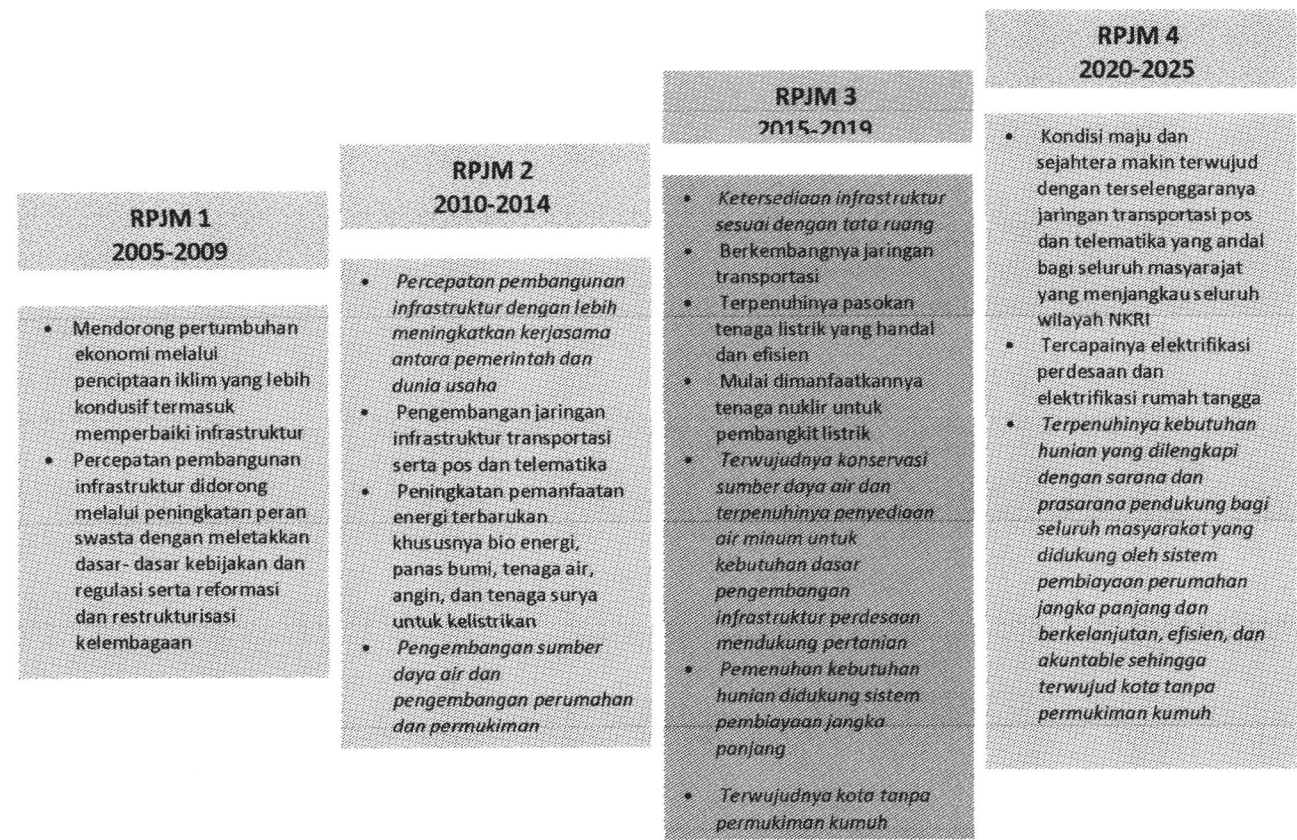 RPJM 1
2005-2009
• Mendorong pertumbuhan
ekonomi melalui
penciptaan iklim yang lebih
kondusif termasuk
memperbaiki infrastruktur
• Percepatan pembangunan
infrastruktur didorong
melalui peningkatan peran
swasta dengan meletakkan
dasar- dasar kebijakan dan
regulasi serta reformasi
dan restrukturisasi
kelembagaan
RPJM 2
2010-2014
• Percepatan pembangunan
infrastruktur dengan lebih
meningkatkan kerjasama
antara pemerintah dan
dunia usaha
• Pengembangan jaringan
infrastruktur transportasi
serta pos dan telematika
• Peningkatan pemanfaatan
energi terbarukan
khususnya bio energi,
panas bumi, tenaga air,
angin, dan tenaga surya
untuk kelistrikan
• Pengembangan sumber
daya air dan
pengembangan perumahan
dan permukiman
RPJM 3
2015-2019
• Ketersediaan infrastruktur
sesuai dengan tata ruang
• Berkembangnya jaringan
transportasi
• Terpenuhinya pasokan
tenaga listrik yang handal
dan efisien
• Mulai dimanfaatkannya
tenaga nuklir untuk
pembangkit listrik
• Terwujudnya konservasi
sumber daya air dan
terpenuhinya penyediaan
air minum untuk
kebutuhan dasar
pengembangan
infrastruktur perdesaan
mendukung pertanian
• Pemenuhan kebutuhan
hunian didukung sistem
pembiayaan jangka
panjang
• Terwujudnya kota tanpa
permukiman kumuh
RPJM 4
2020-2025
• Kondisi maju dan
sejahtera makin terwujud
dengan terselenggaranya
jaringan transportasi pos
dan telematika yang andal
bagi seluruh masyarajat
yang menjangkau seluruh
wilayah NKRI
• Tercapainya elektrifikasi
perdesaan dan
elektrifikasi rumah tangga
• Terpenuhinya kebutuhan
hunian yang dilengkapi
dengan sarana dan
prasarana pendukung bagi
seluruh masyarakat yang
didukung oleh sistem
pembiayaan perumahan
jangka panjang dan
berkelanjutan, efisien, dan
akuntable sehingga
terwujud kota tanpa
permukiman kumuh